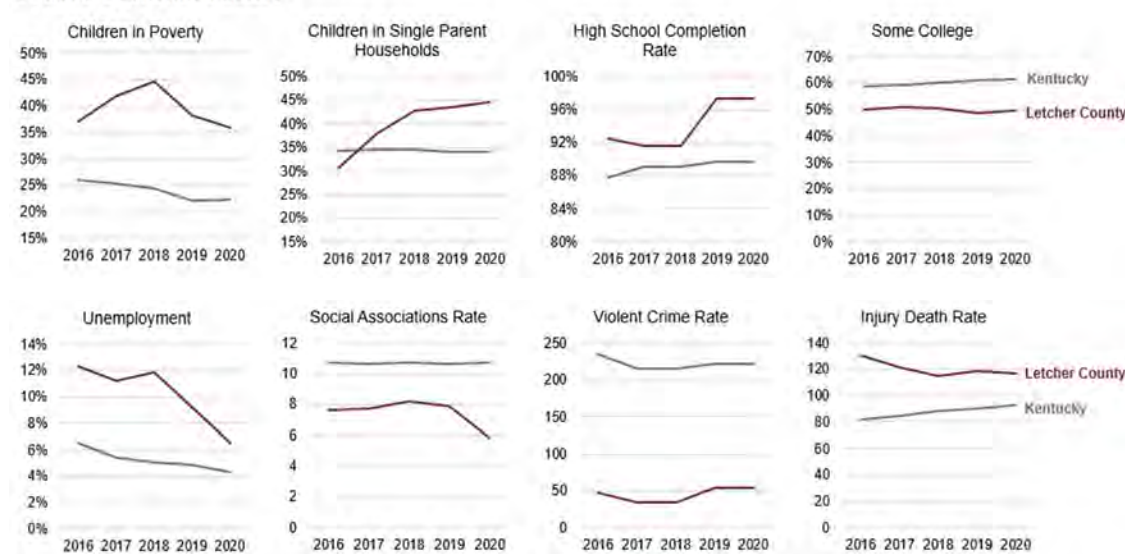 Children in Poverty
50%
45%
40%
35%
30%
25%
20%
15%
2016 2017 2018 2019 2020
Children in Single Parent
Households
50%
45%
40%
35%
30%
25%
20%
15%
2016 2017 2018 2019 2020
High School Completion
Rate
100%
96%
92%
88%
84%
80%
2016 2017 2018 2019 2020
Some College
70%
60%
50%
40%
30%
20%
10%
0%
Kentucky
Letcher County
2016 2017 2018 2019 2020
Unemployment
14%
12%
10%
8%
6%
4%
2%
0%
2016 2017 2018 2019 2020
Social Associations Rate
12
10
8
6
4
2
0
2016 2017 2018 2019 2020
Violent Crime Rate
250
200
150
100
50
0
2016 2017 2018 2019 2020
Injury Death Rate
140
120
100
80
60
40
20
0
Letcher County
Kentucky
2016 2017 2018 2019 2020